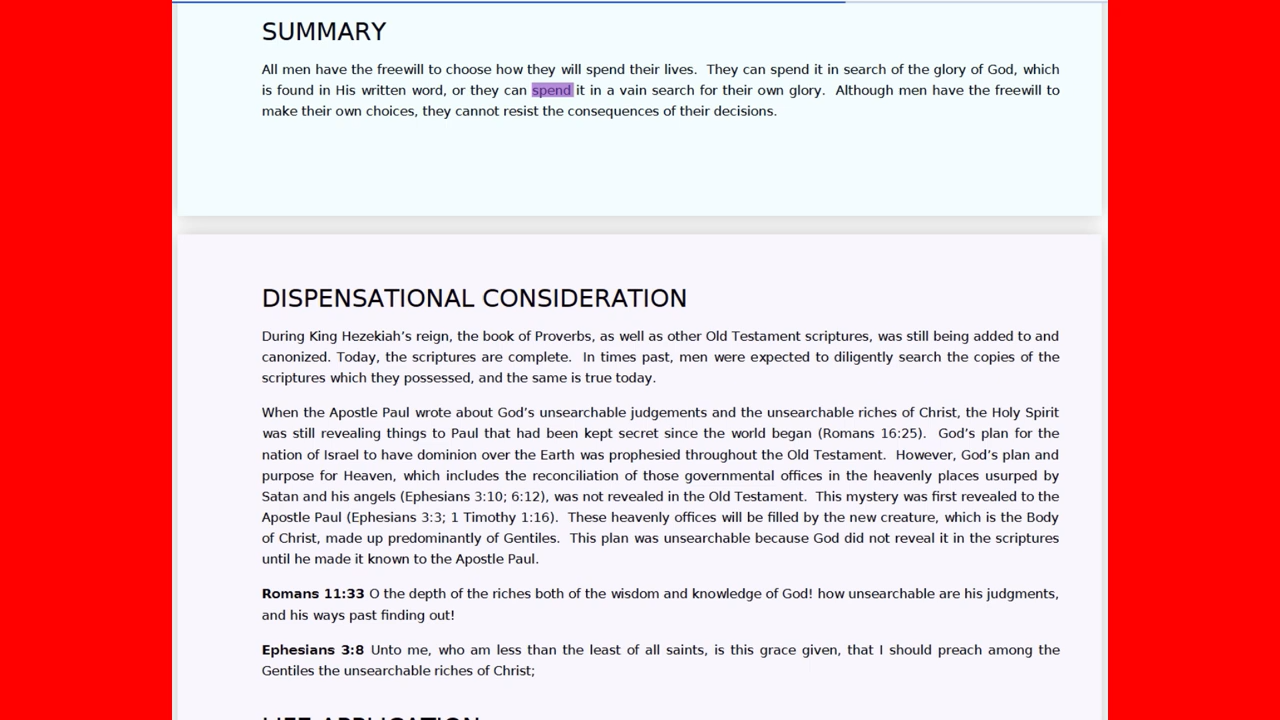 SUMMARY
All men have the freewill to choose how they will spend their lives.  They can spend it in search of the glory of God, which
is found in His written word, or they can spend it in a vain search for their own glory.  Although men have the freewill to
make their own choices, they cannot resist the consequences of their decisions.
DISPENSATIONAL CONSIDERATION
During King Hezekiah’s reign, the book of Proverbs, as well as other Old Testament scriptures, was still being added to and
canonized. Today, the scriptures are complete.  In times past, men were expected to diligently search the copies of the
scriptures which they possessed, and the same is true today.
When the Apostle Paul wrote about God’s unsearchable judgements and the unsearchable riches of Christ, the Holy Spirit
was still revealing things to Paul that had been kept secret since the world began (Romans 16:25).  God’s plan for the
nation of Israel to have dominion over the Earth was prophesied throughout the Old Testament.  However, God’s plan and
purpose for Heaven, which includes the reconciliation of those governmental offices in the heavenly places usurped by
Satan and his angels (Ephesians 3:10; 6:12), was not revealed in the Old Testament.  This mystery was first revealed to the
Apostle Paul (Ephesians 3:3; 1 Timothy 1:16).  These heavenly offices will be filled by the new creature, which is the Body
of Christ, made up predominantly of Gentiles.  This plan was unsearchable because God did not reveal it in the scriptures
until he made it known to the Apostle Paul.
Romans 11:33 O the depth of the riches both of the wisdom and knowledge of God! how unsearchable are his judgments,
and his ways past finding out!
Ephesians 3:8 Unto me, who am less than the least of all saints, is this grace given, that I should preach among the
Gentiles the unsearchable riches of Christ;
LIFE APPLICATION